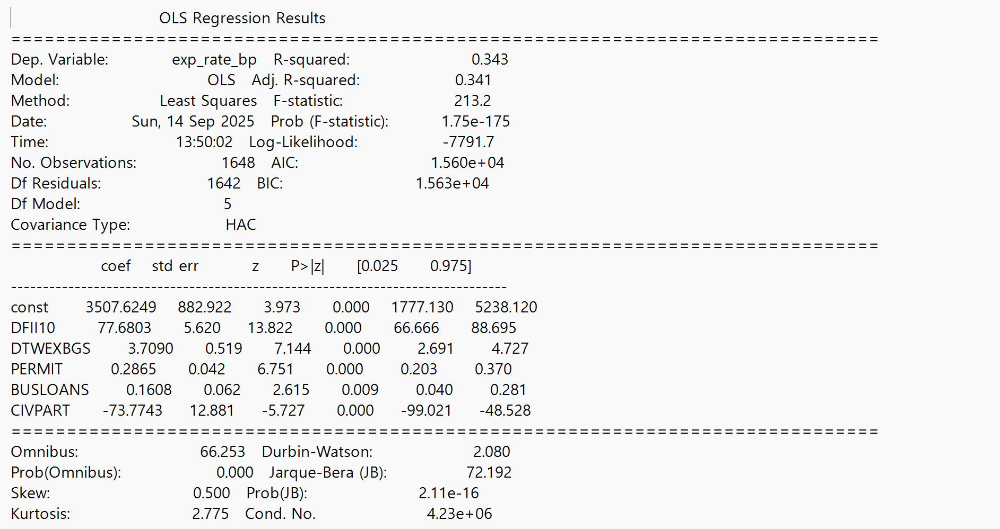 OLS Regression Results
==============================================================================
Dep. Variable: exp_rate_bp R-squared: 0.343
Model: OLS Adj. R-squared: 0.341
Method: Least Squares F-statistic: 213.2
Date: Sun, 14 Sep 2025 Prob (F-statistic): 1.75e-175
Time: 13:50:02 Log-Likelihood: -7791.7
No. Observations: 1648 AIC: 1.560e+04
Df Residuals: 1642 BIC: 1.563e+04
Df Model: 5
Covariance Type: HAC
==============================================================================
coef std err z P>|z| [0.025 0.975]
------------------------------------------------------------------------------
const 3507.6249 882.922 3.973 0.000 1777.130 5238.120
DFII10 77.6803 5.620 13.822 0.000 66.666 88.695
DTWEXBGS 3.7090 0.519 7.144 0.000 2.691 4.727
PERMIT 0.2865 0.042 6.751 0.000 0.203 0.370
BUSLOANS 0.1608 0.062 2.615 0.009 0.040 0.281
CIVPART -73.7743 12.881 -5.727 0.000 -99.021 -48.528
==============================================================================
Omnibus: 66.253 Durbin-Watson: 2.080
Prob(Omnibus): 0.000 Jarque-Bera (JB): 72.192
Skew: 0.500 Prob(JB): 2.11e-16
Kurtosis: 2.775 Cond. No. 4.23e+06